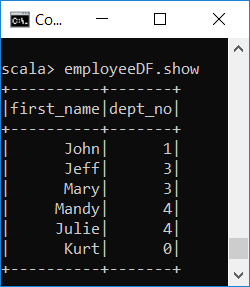 Co...
scala> employeeDF.show
+----------+-------+
|first_name|dept_no|
+----------+-------+
|      John|      1|
|      Jeff|      3|
|      Mary|      3|
|     Mandy|      4|
|     Julie|      4|
|      Kurt|      0|
+----------+-------+